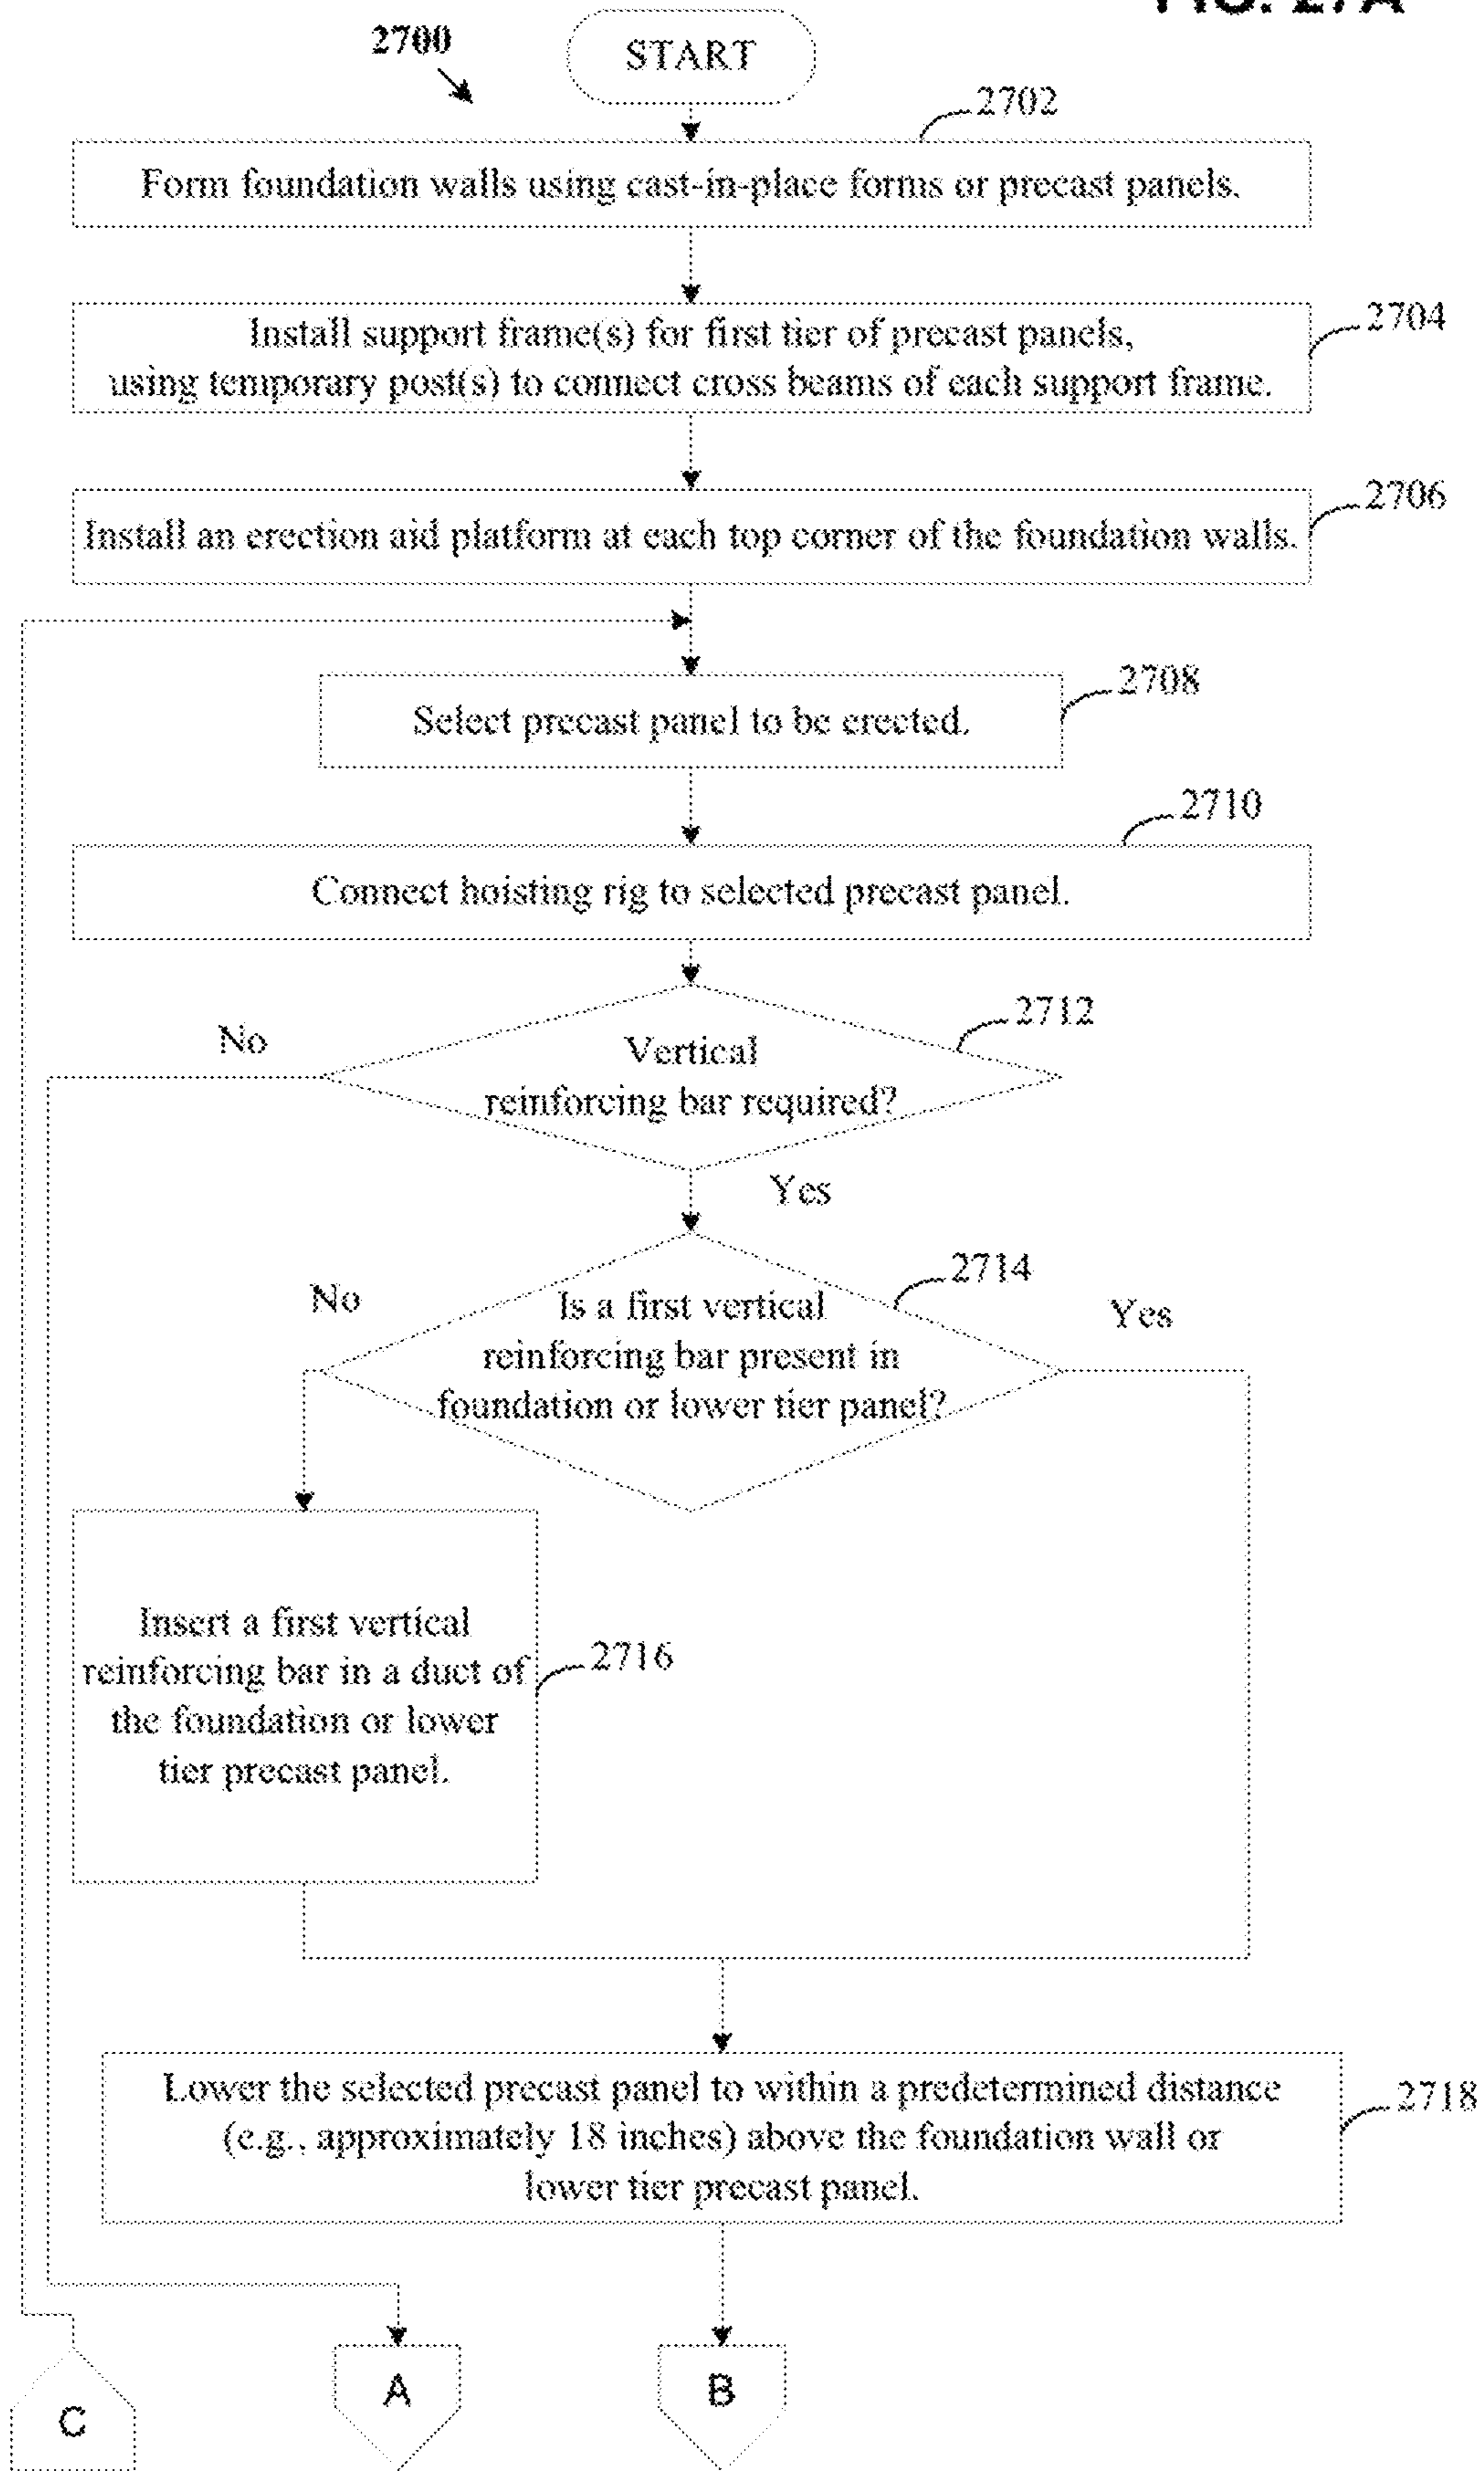 FIG. 27A
2700
START
2702
Form foundation walls using cast-in-place forms or precast panels.
2704
Install support frame(s) for first tier of precast panels,
using temporary post(s) to connect cross beams of each support frame.
2706
Install an erection aid platform at each top corner of the foundation walls.
2708
Select precast panel to be erected.
2710
Connect hoisting rig to selected precast panel.
2712
No
Vertical
reinforcing bar required?
Yes
2714
No
Is a first vertical
Yes
reinforcing bar present in
foundation or lower tier panel?
Insert a first vertical
2716
reinforcing bar in a duct of
the foundation or lower
tier precast panel.
Lower the selected precast panel to within a predetermined distance
2718
(e.g., approximately 18 inches) above the foundation wall or
lower tier precast panel.
A
B
C